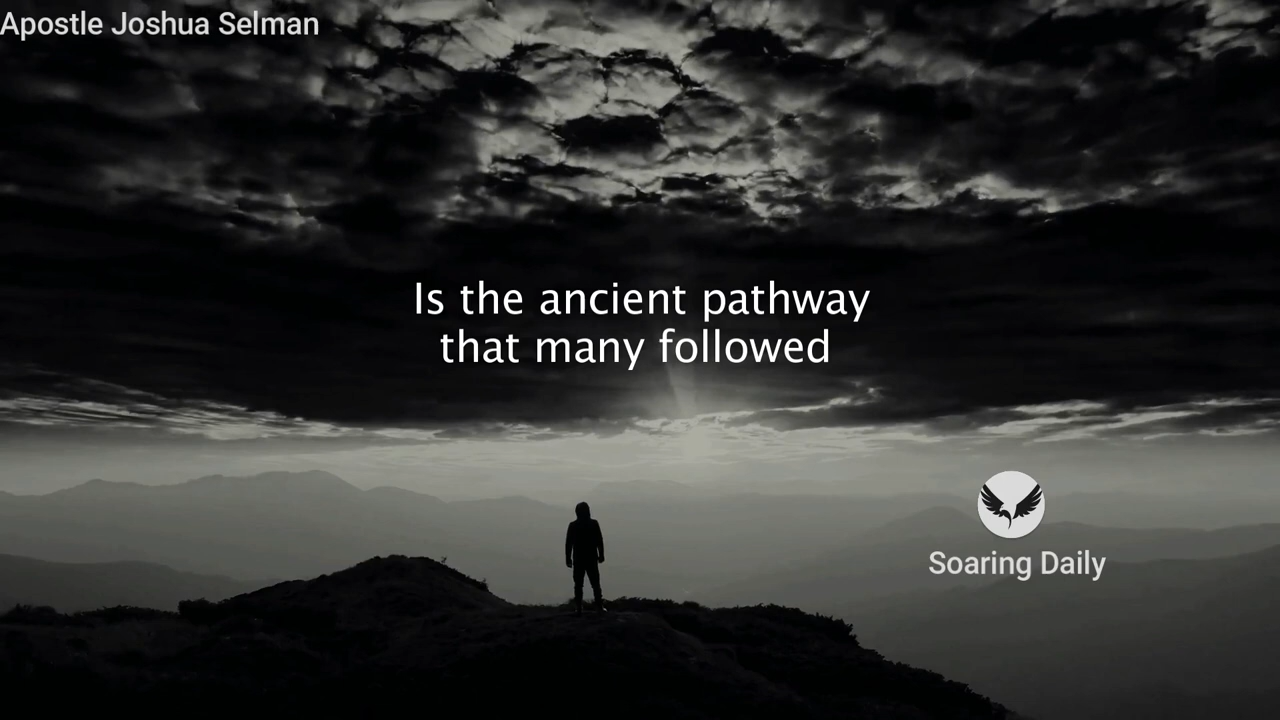 Apostle Joshua Selman
Is the ancient pathway
that many followed
Soaring Daily